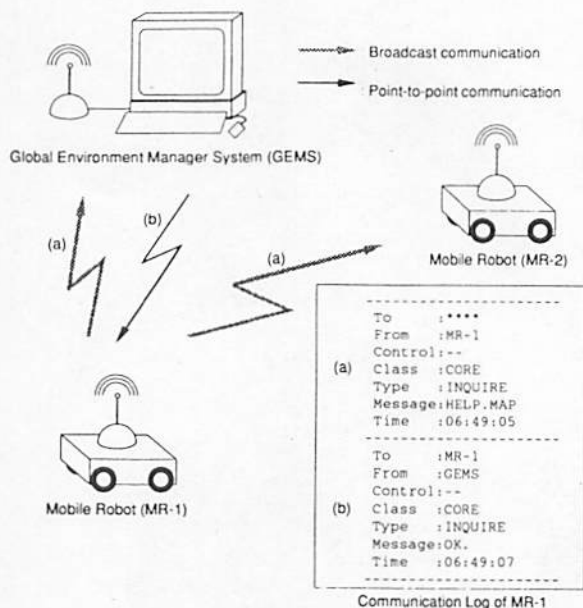 Broadcast communication
Point-to-point communication
Global Environment Manager System (GEMS)
(a)
(b)
(a)
Mobile Robot (MR-2)
Mobile Robot (MR-1)
--------------------
To :****
From :MR-1
Control:--
(a) Class :CORE
Type :INQUIRE
Message:HELP.MAP
Time :06:49:05
--------------------
To :MR-1
From :GEMS
Control:--
(b) Class :CORE
Type :INQUIRE
Message:OK.
Time :06:49:07
--------------------
Communication Log of MR-1